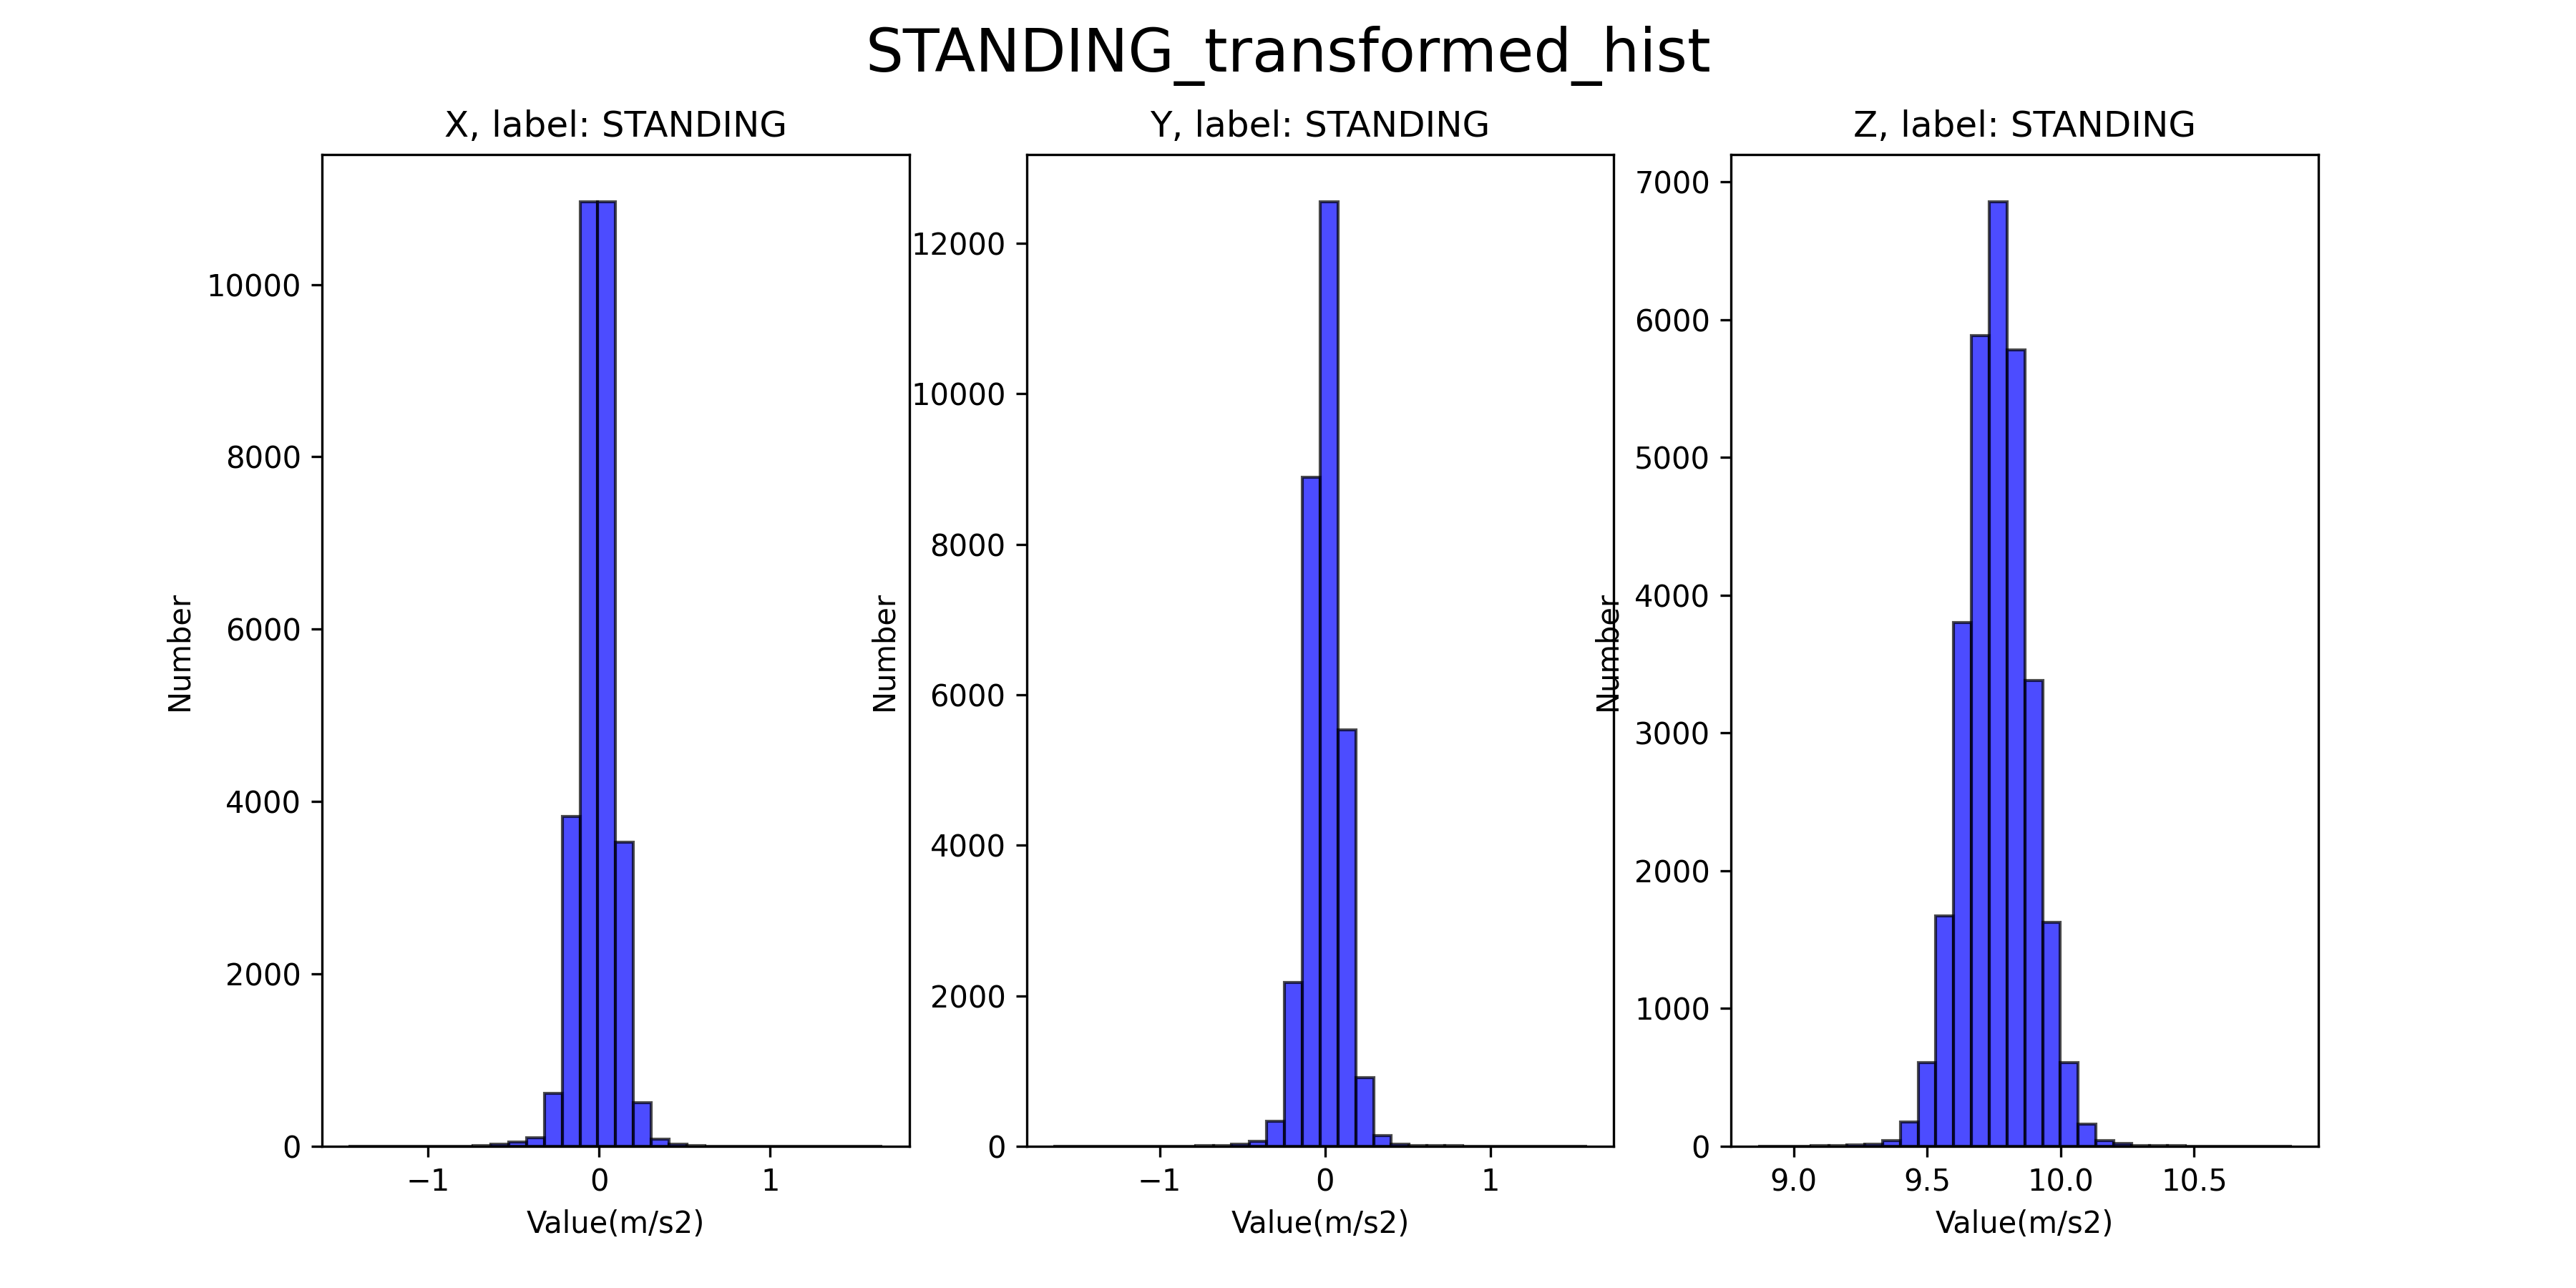 STANDING_transformed_hist
X, label: STANDING
10000
8000
6000
4000
2000
0
Number
−1 0 1
Value(m/s2)
Y, label: STANDING
12000
10000
8000
6000
4000
2000
0
Number
−1 0 1
Value(m/s2)
Z, label: STANDING
7000
6000
5000
4000
3000
2000
1000
0
Number
9.0 9.5 10.0 10.5
Value(m/s2)